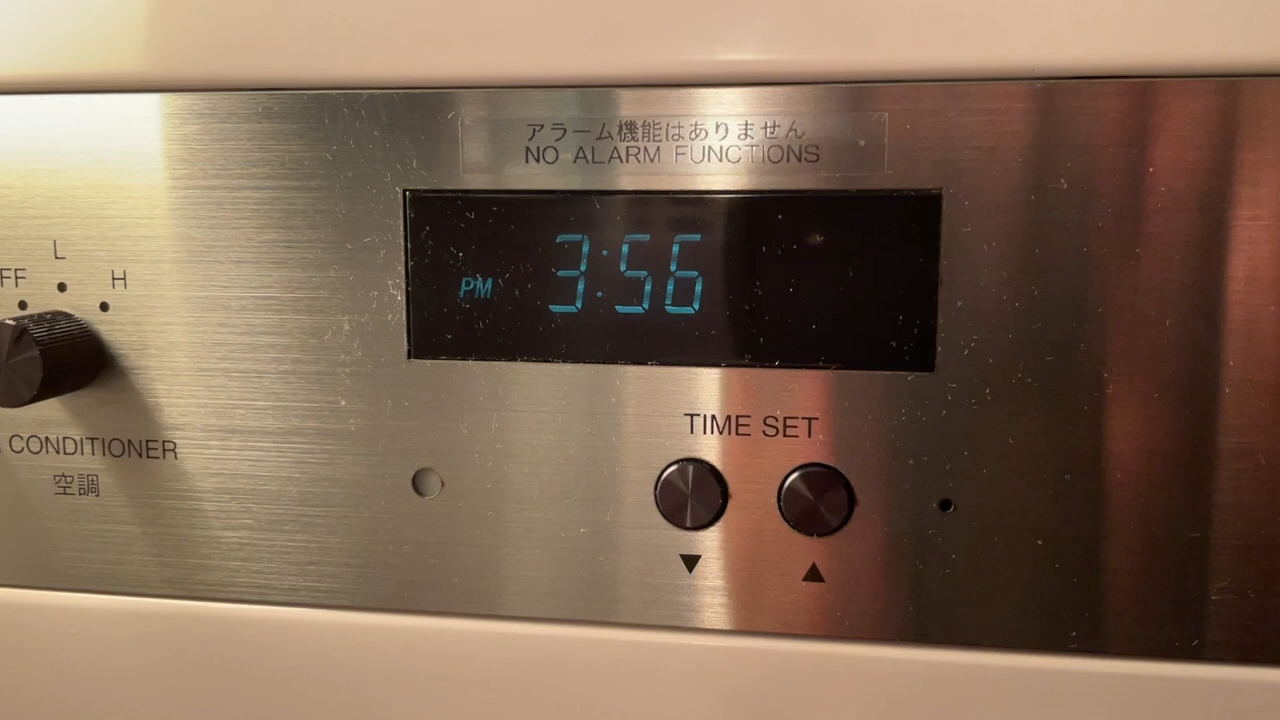 アラーム機能はありません
NO ALARM FUNCTIONS
PM 3:56
L
FF
H
TIME SET
CONDITIONER
空調
▼ ▲